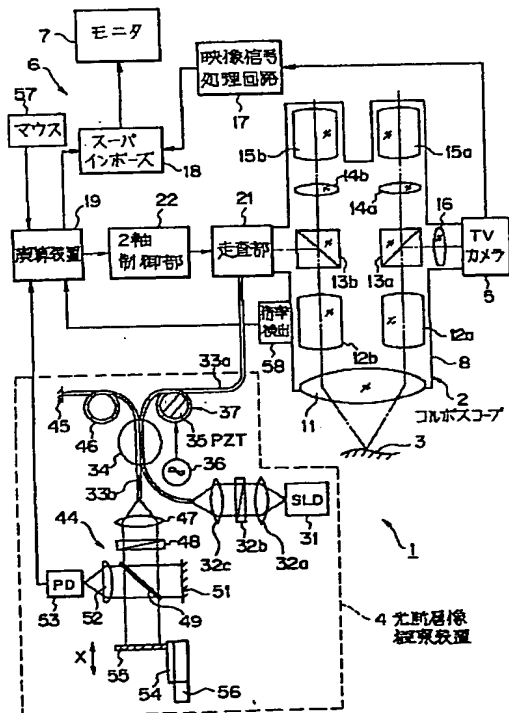 7
モニタ
6
57
マウス
スーパ
インポーズ
18
映像信号
処理回路
17
15b
15a
14b
14a
16
19
演算装置
22
2軸
制御部
21
走査部
13b
13a
TV
カメラ
5
倍率
検出
58
12b
12a
8
11
2
コルポスコープ
3
33a
45
46
34
37
35 PZT
36
33b
44
47
48
SLD
31
32c
32b
32a
1
PD
53
52
51
49
X
55
54
56
4 光断層像
観察装置